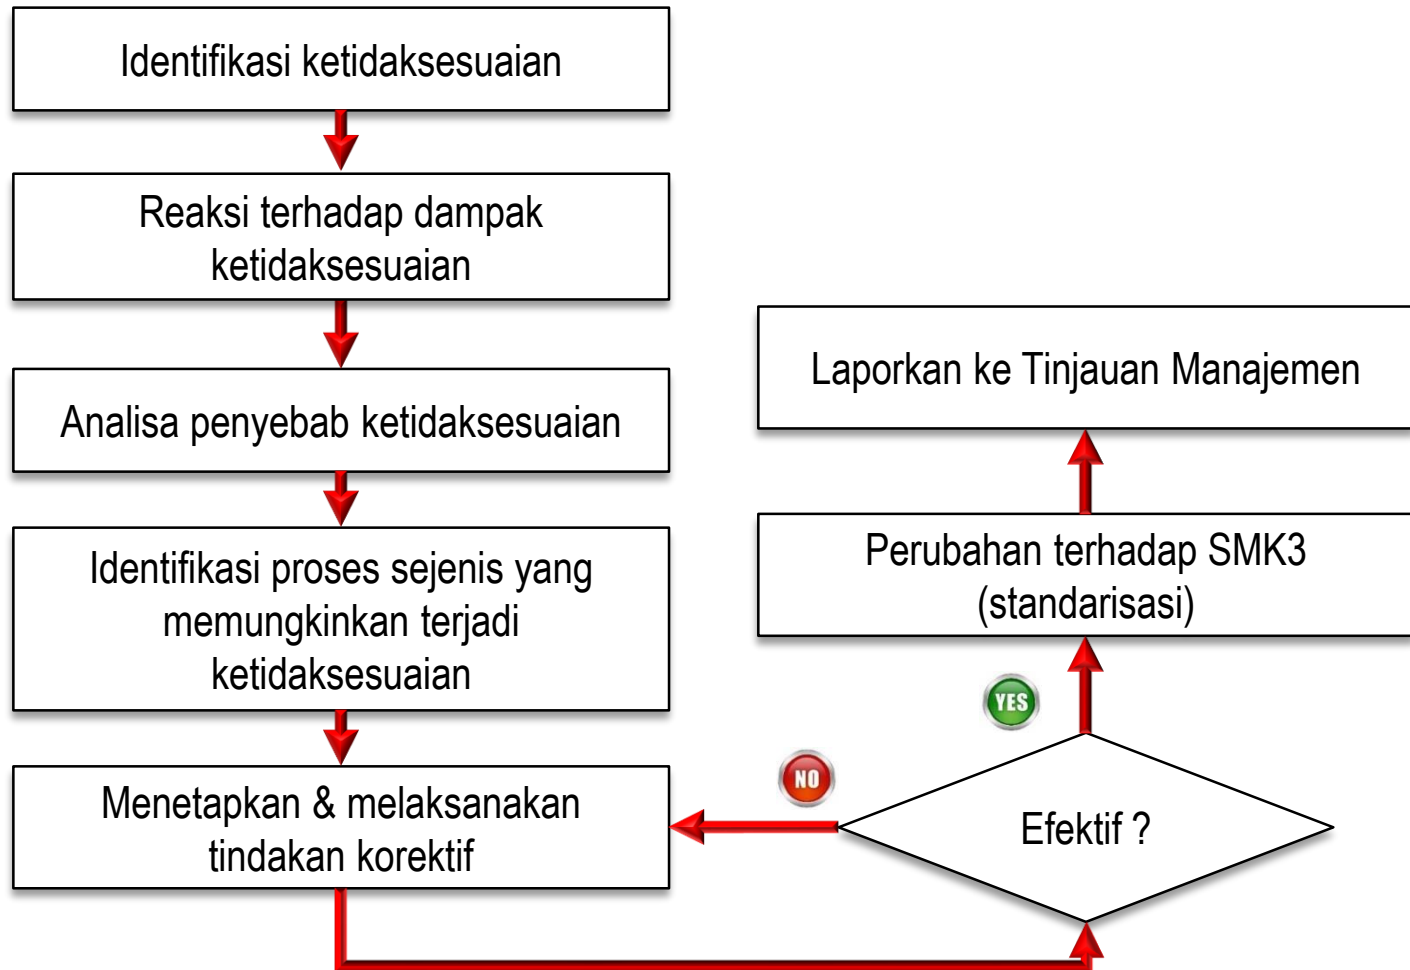 Identifikasi ketidaksesuaian
Reaksi terhadap dampak
ketidaksesuaian
Analisa penyebab ketidaksesuaian
Identifikasi proses sejenis yang
memungkinkan terjadi
ketidaksesuaian
Menetapkan & melaksanakan
tindakan korektif
Laporkan ke Tinjauan Manajemen
Perubahan terhadap SMK3
(standarisasi)
YES
NO
Efektif ?